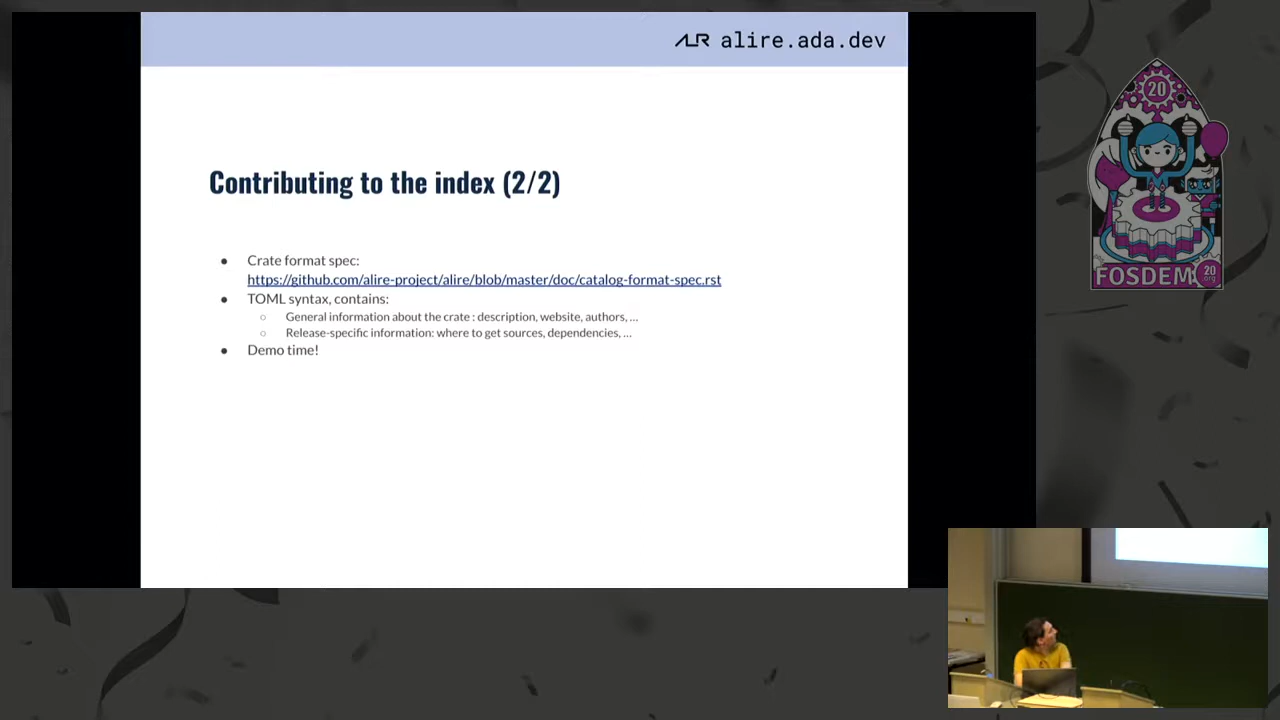 ALR alire.ada.dev
Contributing to the index (2/2)
● Crate format spec:
https://github.com/alire-project/alire/blob/master/doc/catalog-format-spec.rst
● TOML syntax, contains:
○ General information about the crate : description, website, authors, ...
○ Release-specific information: where to get sources, dependencies, ...
● Demo time!
20
FOSDEM
20
.org